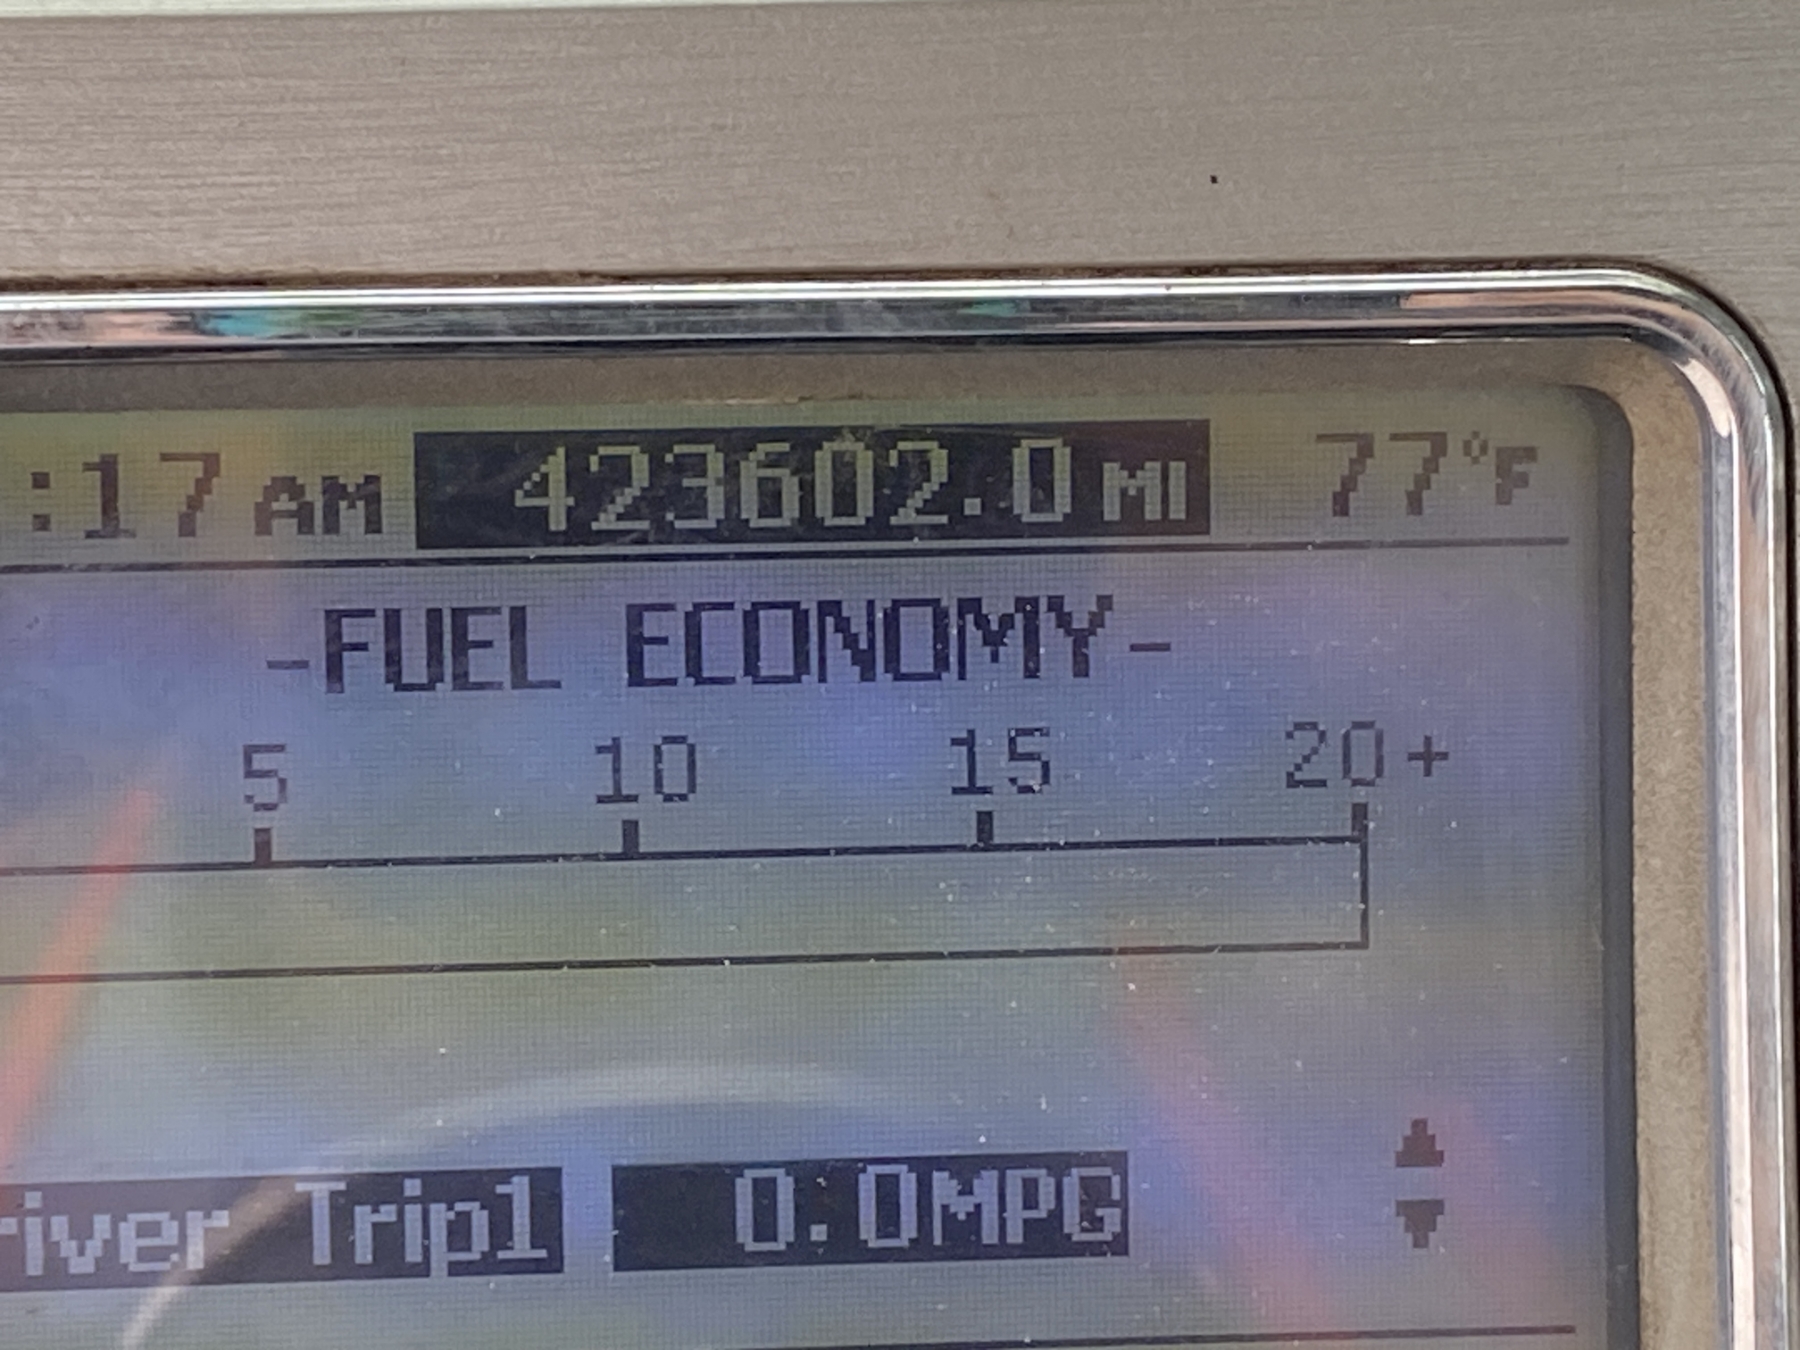 :17 AM 423602.0 MI 77°F
-FUEL ECONOMY-
5 10 15 20+
river Trip1 0.0MPG